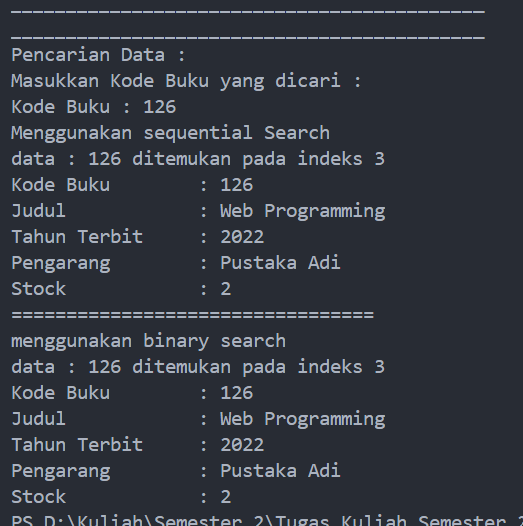 ___________________________________________
___________________________________________
Pencarian Data :
Masukkan Kode Buku yang dicari :
Kode Buku : 126
Menggunakan sequential Search
data : 126 ditemukan pada indeks 3
Kode Buku        : 126
Judul            : Web Programming
Tahun Terbit     : 2022
Pengarang        : Pustaka Adi
Stock            : 2
=================================
menggunakan binary search
data : 126 ditemukan pada indeks 3
Kode Buku        : 126
Judul            : Web Programming
Tahun Terbit     : 2022
Pengarang        : Pustaka Adi
Stock            : 2
PS D:\Kuliah\Semester 2\Tugas Kuliah Semester 2